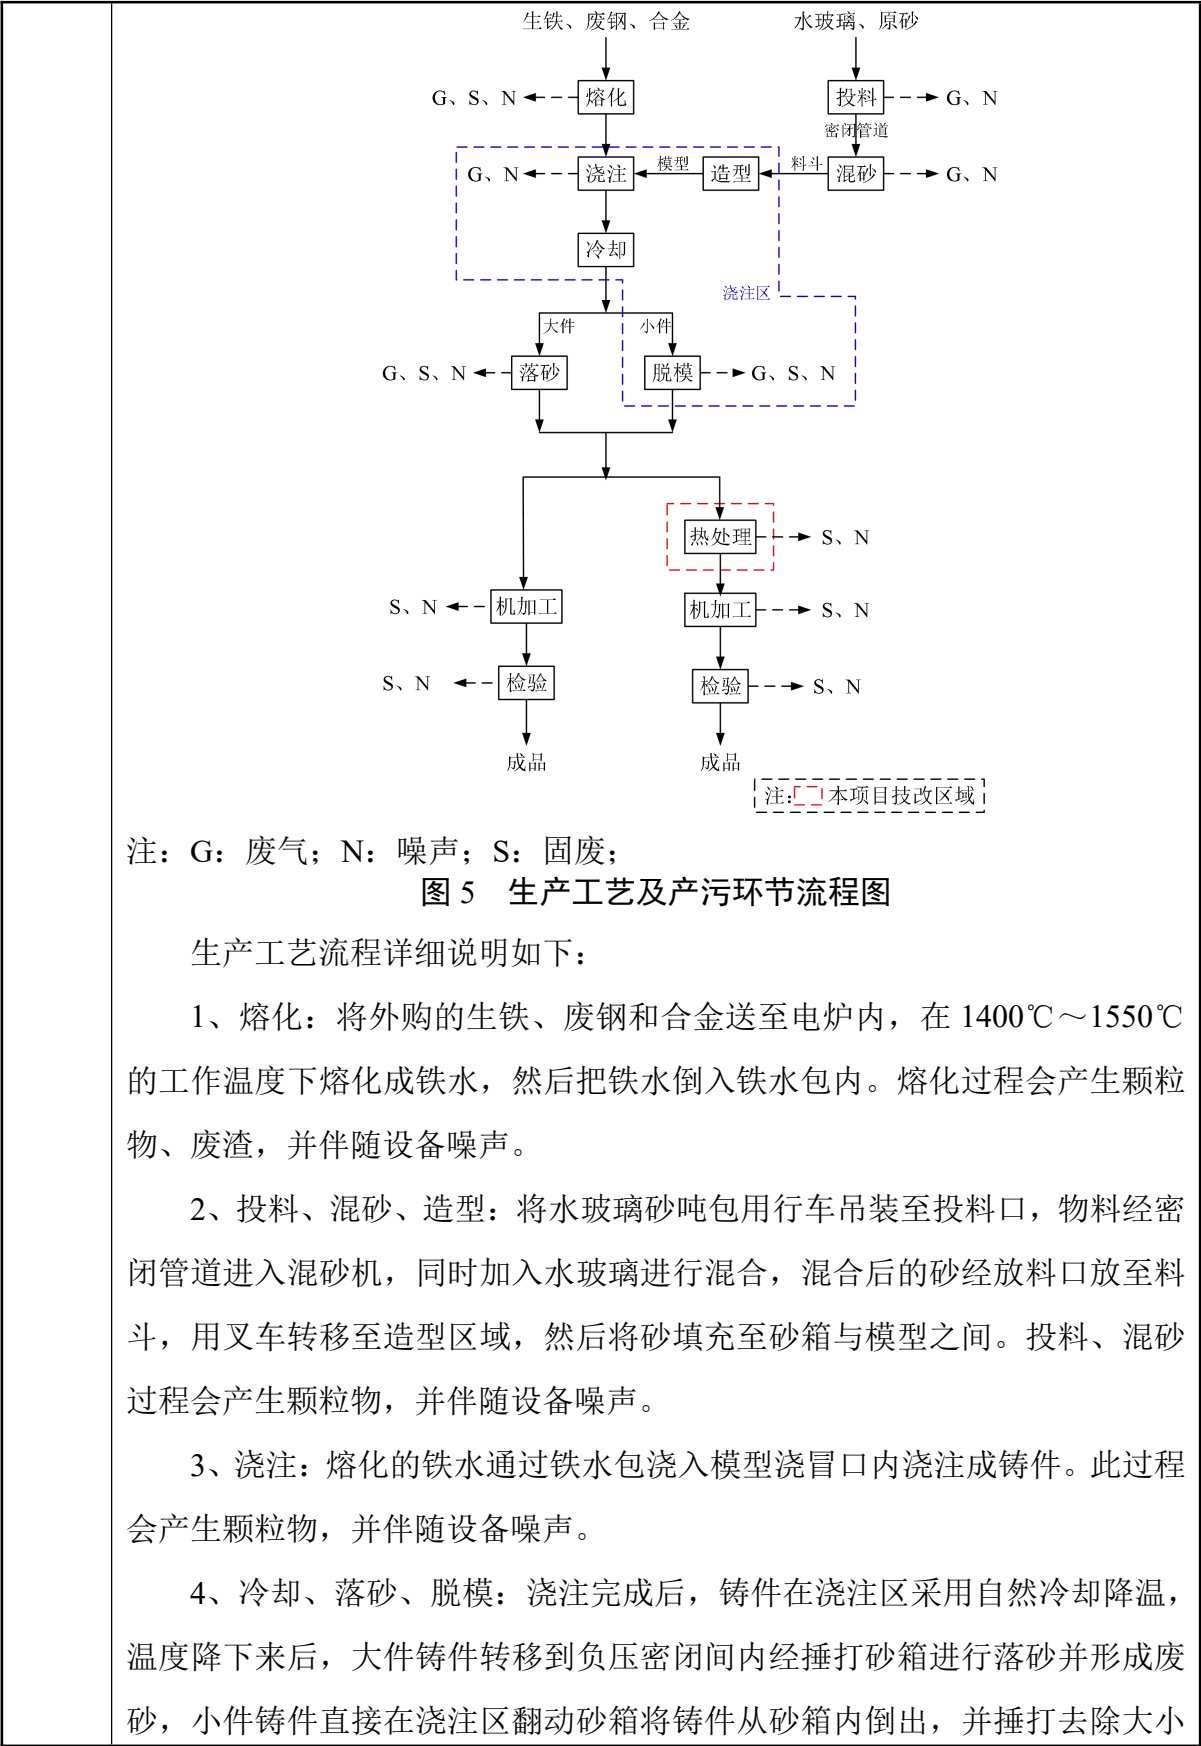 生铁、废钢、合金
水玻璃、原砂
G、S、N
熔化
投料
G、N
密闭管道
G、N
浇注
模型
造型
料斗
混砂
G、N
冷却
浇注区
大件
小件
G、S、N
落砂
脱模
G、S、N
热处理
S、N
S、N
机加工
机加工
S、N
S、N
检验
检验
S、N
成品
成品
注: 本项目技改区域
注：G：废气；N：噪声；S：固废；
图 5 生产工艺及产污环节流程图
生产工艺流程详细说明如下：
1、熔化：将外购的生铁、废钢和合金送至电炉内，在 1400℃～1550℃
的工作温度下熔化成铁水，然后把铁水倒入铁水包内。熔化过程会产生颗粒
物、废渣，并伴随设备噪声。
2、投料、混砂、造型：将水玻璃砂吨包用行车吊装至投料口，物料经密
闭管道进入混砂机，同时加入水玻璃进行混合，混合后的砂经放料口放至料
斗，用叉车转移至造型区域，然后将砂填充至砂箱与模型之间。投料、混砂
过程会产生颗粒物，并伴随设备噪声。
3、浇注：熔化的铁水通过铁水包浇入模型浇冒口内浇注成铸件。此过程
会产生颗粒物，并伴随设备噪声。
4、冷却、落砂、脱模：浇注完成后，铸件在浇注区采用自然冷却降温，
温度降下来后，大件铸件转移到负压密闭间内经捶打砂箱进行落砂并形成废
砂，小件铸件直接在浇注区翻动砂箱将铸件从砂箱内倒出，并捶打去除大小